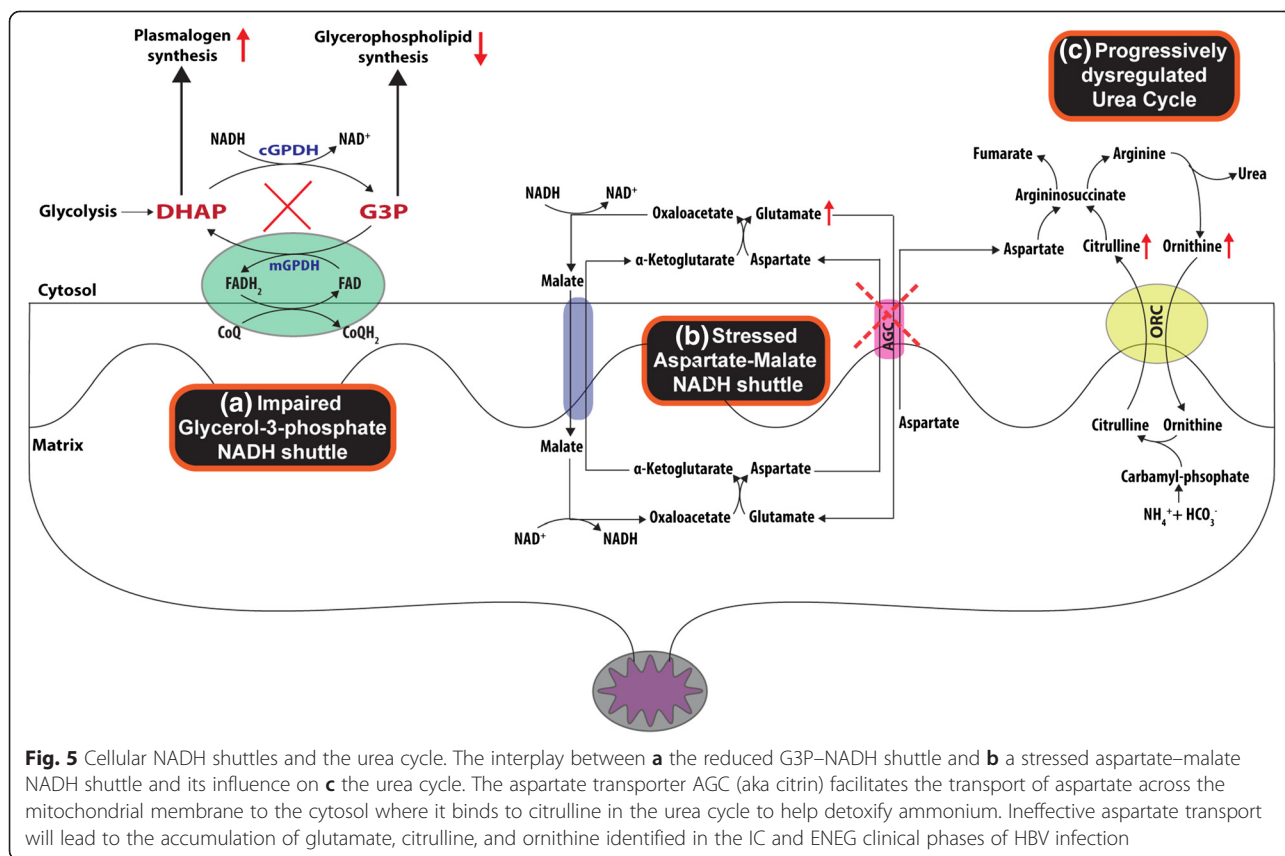 Plasmalogen
synthesis
Glycerophospholipid
synthesis
NADH
NAD+
cGPDH
Glycolysis
DHAP
G3P
mGPDH
FADH2
FAD
CoQ
CoQH2
Cytosol
Matrix
(a) Impaired
Glycerol-3-phosphate
NADH shuttle
NADH
NAD+
Oxaloacetate
Glutamate
α-Ketoglutarate
Aspartate
Malate
(b) Stressed
Aspartate-Malate
NADH shuttle
AGC
Malate
α-Ketoglutarate
Aspartate
Oxaloacetate
Glutamate
NAD+
NADH
Aspartate
(c) Progressively
dysregulated
Urea Cycle
Fumarate
Arginine
Urea
Argininosuccinate
Aspartate
Citrulline
Ornithine
ORC
Citrulline
Ornithine
Carbamyl-phsophate
NH4+ + HCO3-
Fig. 5 Cellular NADH shuttles and the urea cycle. The interplay between a the reduced G3P–NADH shuttle and b a stressed aspartate–malate
NADH shuttle and its influence on c the urea cycle. The aspartate transporter AGC (aka citrin) facilitates the transport of aspartate across the
mitochondrial membrane to the cytosol where it binds to citrulline in the urea cycle to help detoxify ammonium. Ineffective aspartate transport
will lead to the accumulation of glutamate, citrulline, and ornithine identified in the IC and ENEG clinical phases of HBV infection